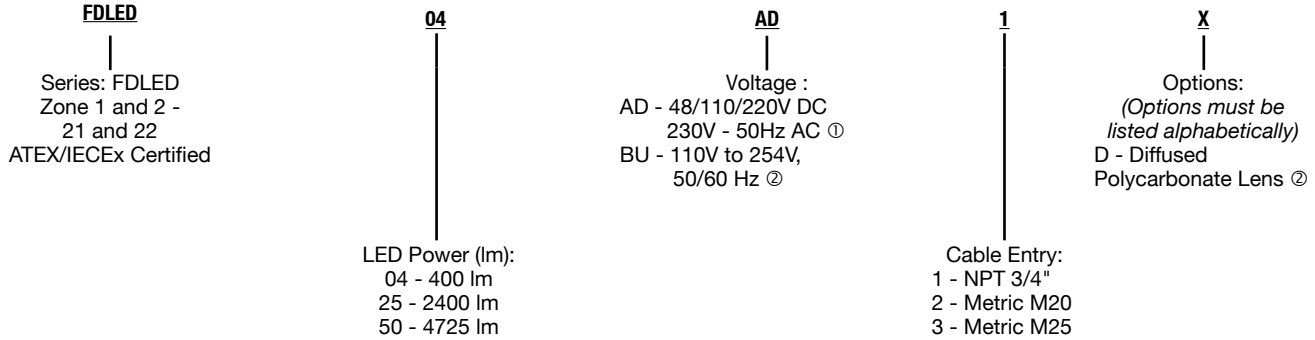 FDLED
04
AD
1
X
Series: FDLED
Zone 1 and 2 -
21 and 22
ATEX/IECEx Certified
Voltage :
AD - 48/110/220V DC
230V - 50Hz AC ①
BU - 110V to 254V,
50/60 Hz ②
Options:
(Options must be
listed alphabetically)
D - Diffused
Polycarbonate Lens ②
LED Power (lm):
04 - 400 lm
25 - 2400 lm
50 - 4725 lm
Cable Entry:
1 - NPT 3/4"
2 - Metric M20
3 - Metric M25